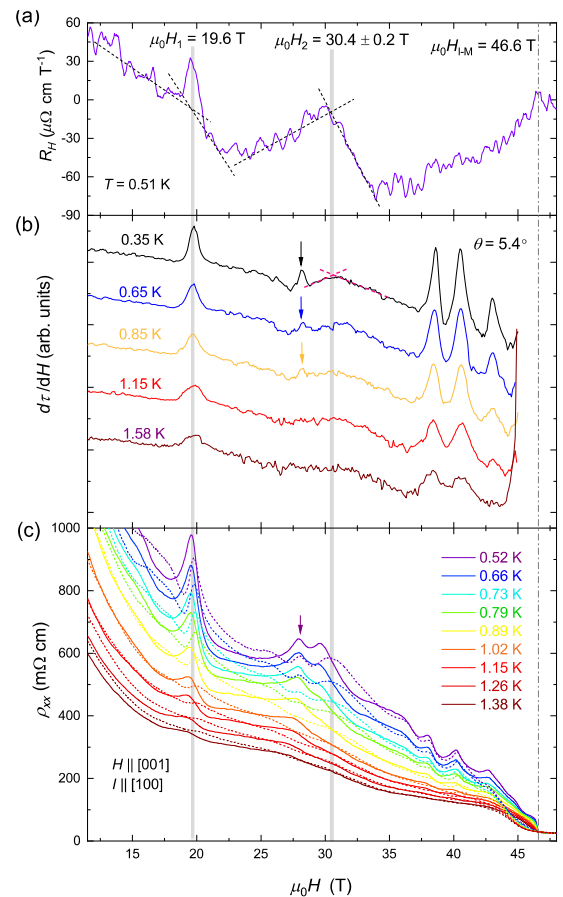 (a)
μ₀H₁ = 19.6 T
μ₀H₂ = 30.4 ± 0.2 T
μ₀H_I-M = 46.6 T
60
30
0
-30
-60
-90
R_H (μΩ cm T⁻¹)
T = 0.51 K
(b)
θ = 5.4°
0.35 K
0.65 K
0.85 K
1.15 K
1.58 K
dτ/dH (arb. units)
(c)
1000
800
600
400
200
0
ρ_xx (mΩ cm)
0.52 K
0.66 K
0.73 K
0.79 K
0.89 K
1.02 K
1.15 K
1.26 K
1.38 K
H || [001]
I || [100]
15 20 25 30 35 40 45
μ₀H (T)